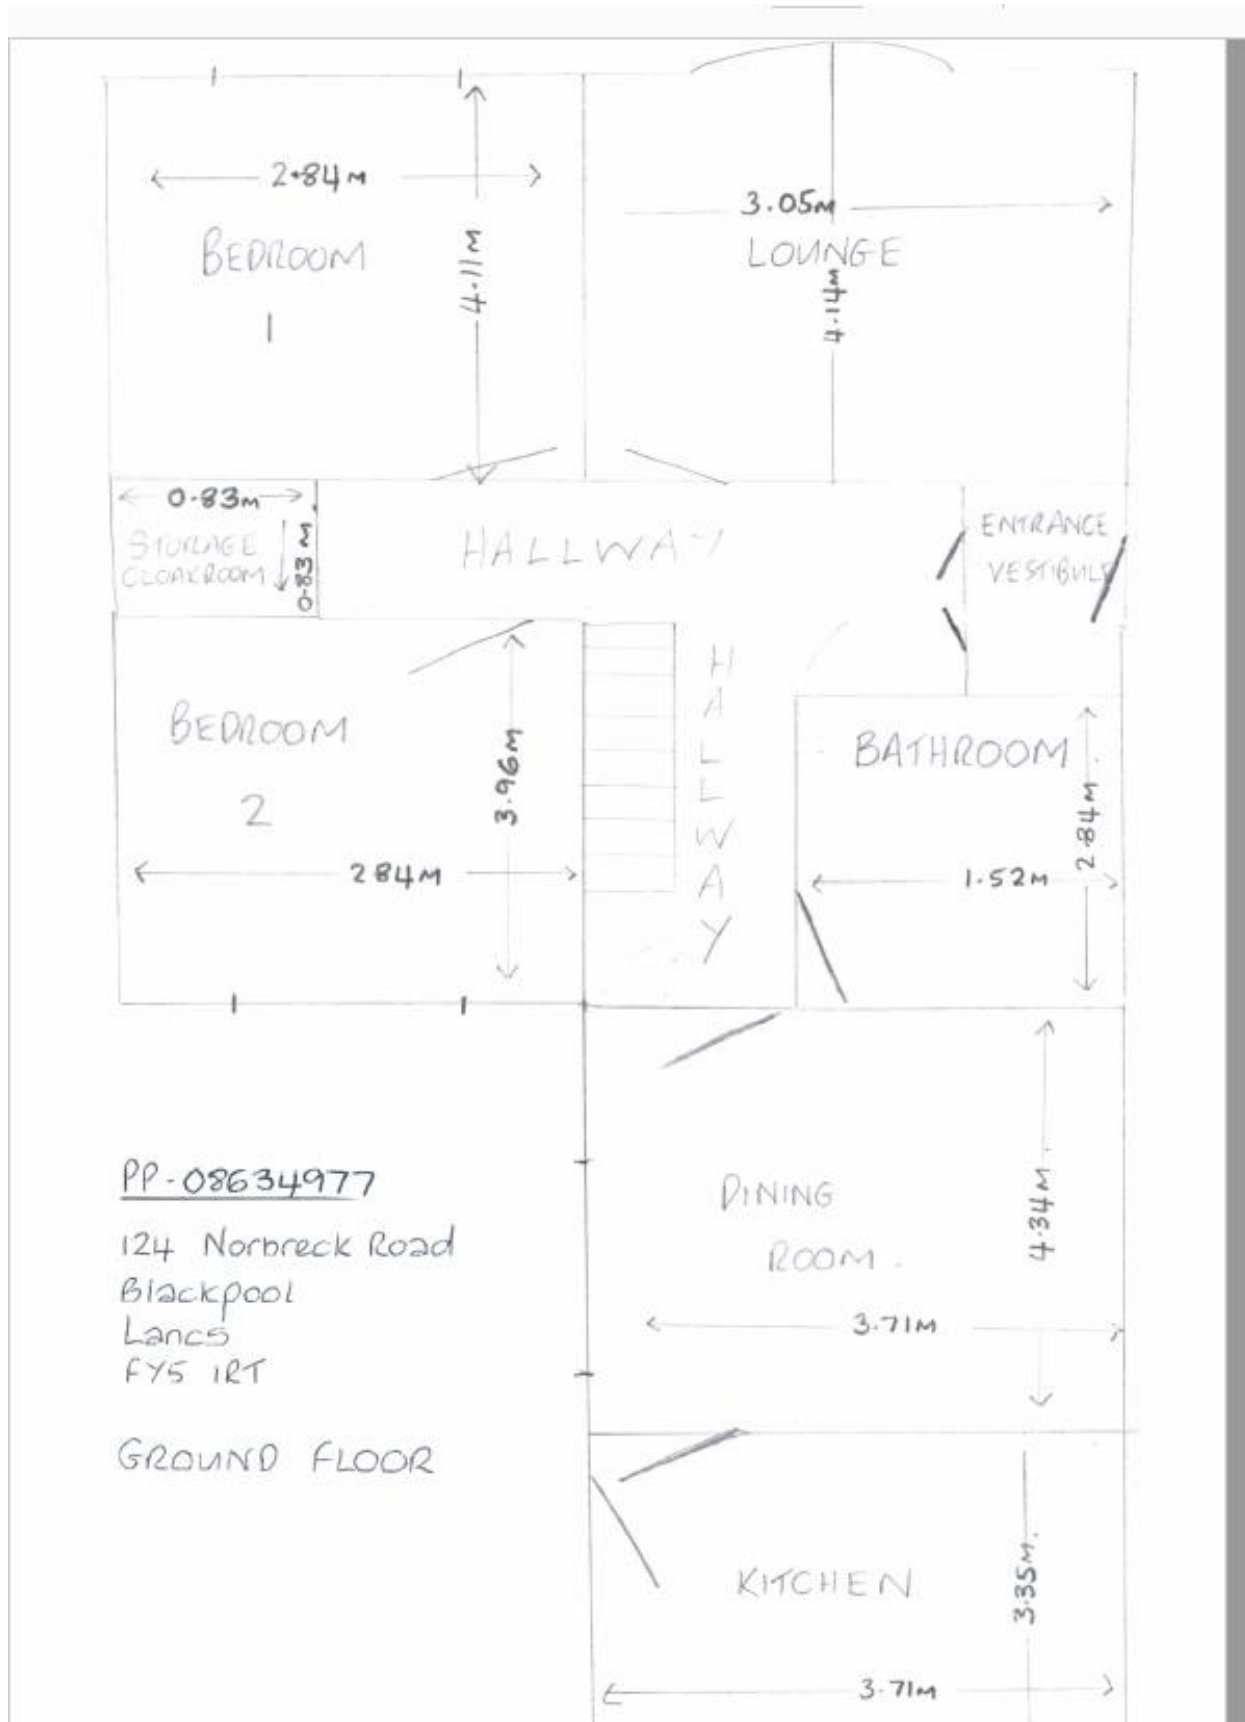 2.84M
BEDROOM
1
4.11M
3.05M
LOUNGE
4.14M
0.83M
STORAGE
CLOAKROOM
0.83 M
HALLWAY
ENTRANCE
VESTIBULE
BEDROOM
2
3.96M
284M
HALLWAY
BATHROOM
2.84M.
1.52M
DINING
ROOM.
4.34M.
3.71M
PP-08634977
124 Norbreck Road
Blackpool
Lancs
FY5 1RT
GROUND FLOOR
KITCHEN
3.35M.
3.71M